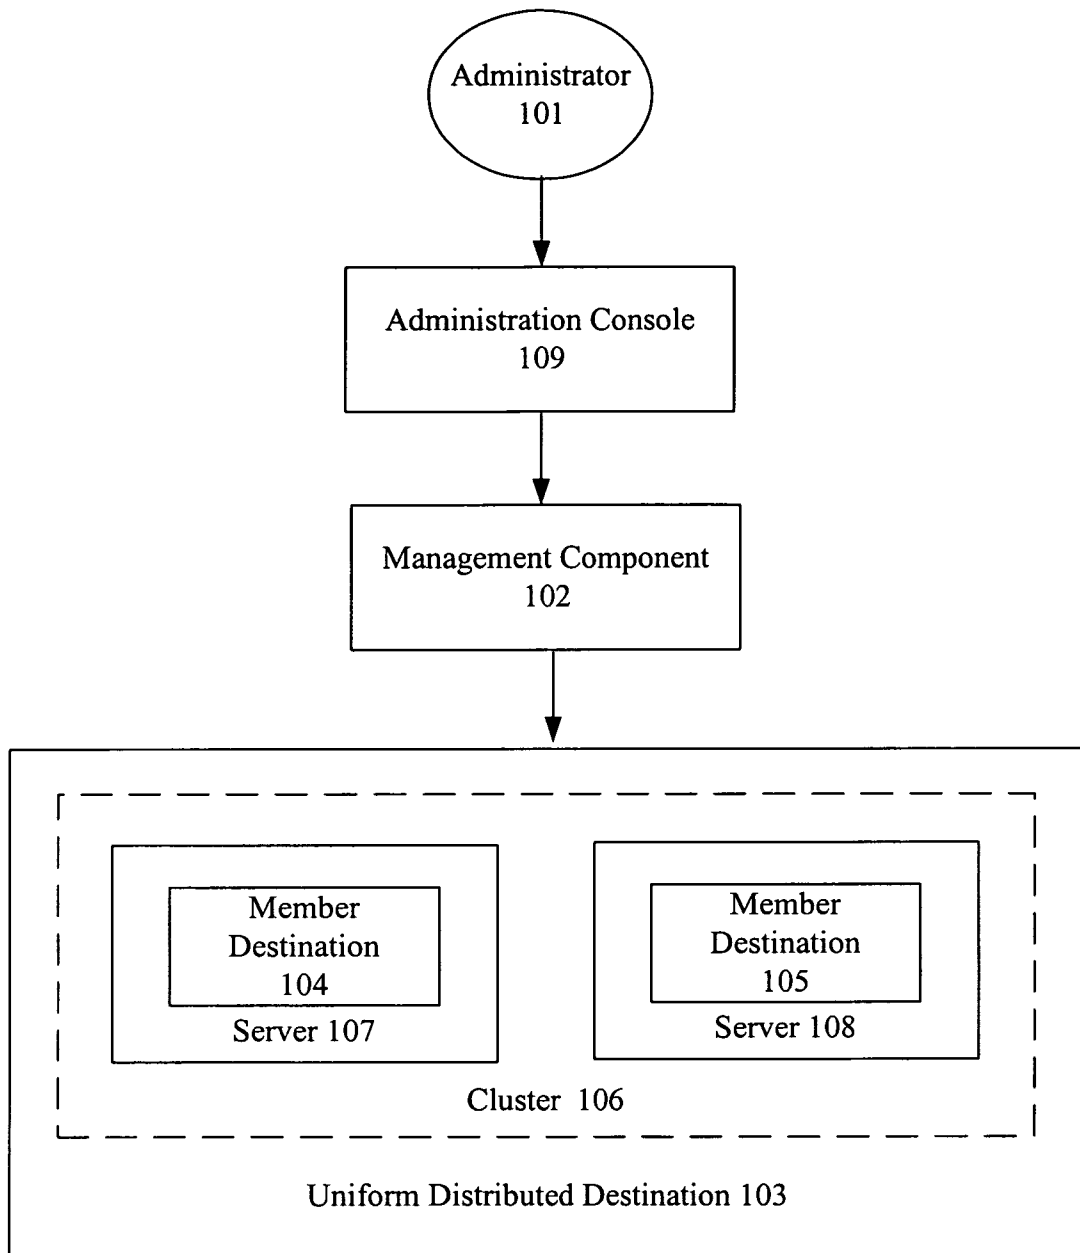 Administrator
101
Administration Console
109
Management Component
102
Member
Destination
104
Server 107
Member
Destination
105
Server 108
Cluster 106
Uniform Distributed Destination 103